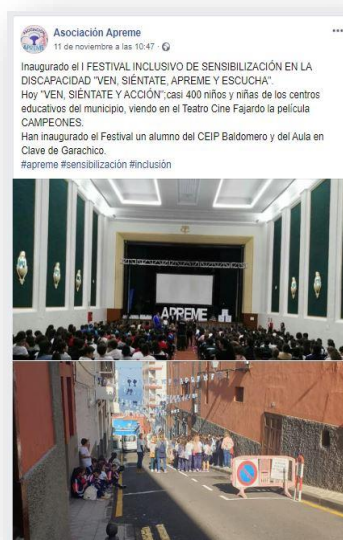 Asociación Apreme
11 de noviembre a las 10:47 ·
Inaugurado el I FESTIVAL INCLUSIVO DE SENSIBILIZACIÓN EN LA
DISCAPACIDAD "VEN, SIÉNTATE, APREME Y ESCUCHA".
Hoy "VEN, SIÉNTATE Y ACCIÓN";casi 400 niños y niñas de los centros
educativos del municipio, viendo en el Teatro Cine Fajardo la película
CAMPEONES.
Han inaugurado el Festival un alumno del CEIP Baldomero y del Aula en
Clave de Garachico.
#apreme #sensibilización #inclusión
APREME